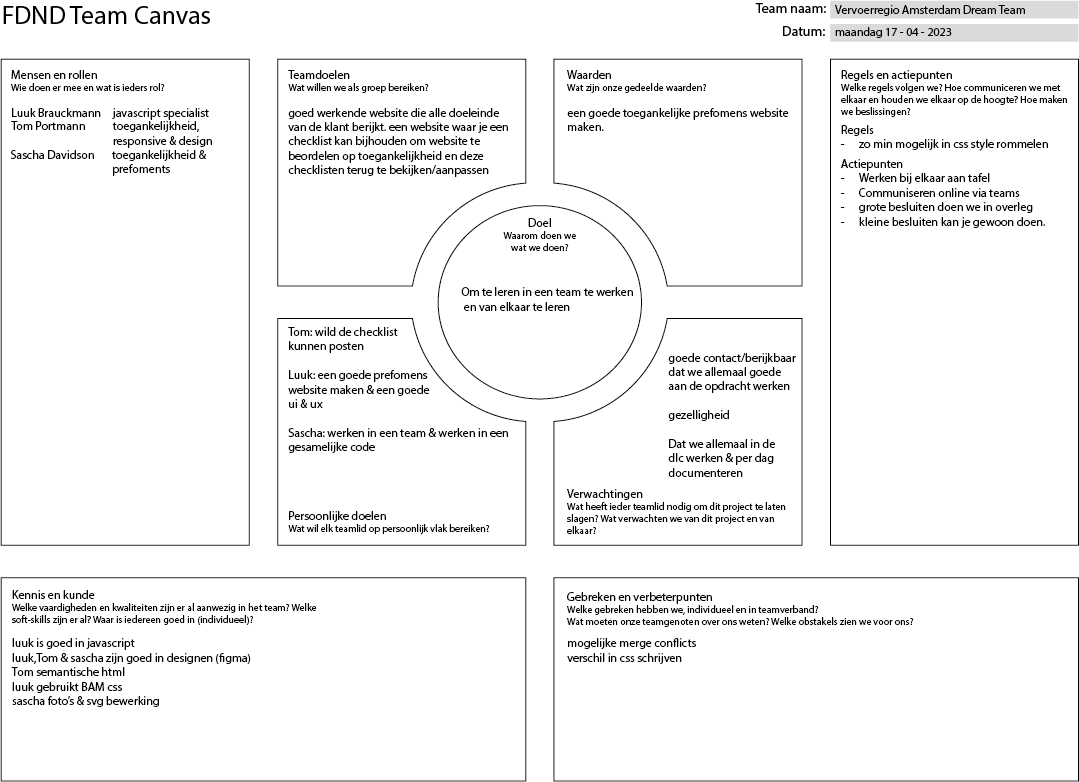 FDND Team Canvas
Team naam: Vervoerregio Amsterdam Dream Team
Datum: maandag 17 - 04 - 2023
Mensen en rollen
Wie doen er mee en wat is ieders rol?
Luuk Brauckmann javascript specialist
Tom Portmann toegankelijkheid,
responsive & design
Sascha Davidson toegankelijkheid &
prefoments
Teamdoelen
Wat willen we als groep bereiken?
goed werkende website die alle doeleinde
van de klant berijkt. een website waar je een
checklist kan bijhouden om website te
beordelen op toegankelijkheid en deze
checklisten terug te bekijken/aanpassen
Waarden
Wat zijn onze gedeelde waarden?
een goede toegankelijke prefomens website
maken.
Regels en actiepunten
Welke regels volgen we? Hoe communiceren we met
elkaar en houden we elkaar op de hoogte? Hoe maken
we beslissingen?
Regels
- zo min mogelijk in css style rommelen
Actiepunten
- Werken bij elkaar aan tafel
- Communiseren online via teams
- grote besluiten doen we in overleg
- kleine besluiten kan je gewoon doen.
Doel
Waarom doen we
wat we doen?
Om te leren in een team te werken
en van elkaar te leren
Tom: wild de checklist
kunnen posten
Luuk: een goede prefomens
website maken & een goede
ui & ux
Sascha: werken in een team & werken in een
gesamelijke code
Persoonlijke doelen
Wat wil elk teamlid op persoonlijk vlak bereiken?
goede contact/berijkbaar
dat we allemaal goede
aan de opdracht werken
gezelligheid
Dat we allemaal in de
dlc werken & per dag
documenteren
Verwachtingen
Wat heeft ieder teamlid nodig om dit project te laten
slagen? Wat verwachten we van dit project en van
elkaar?
Kennis en kunde
Welke vaardigheden en kwaliteiten zijn er al aanwezig in het team? Welke
soft-skills zijn er al? Waar is iedereen goed in (individueel)?
luuk is goed in javascript
luuk,Tom & sascha zijn goed in designen (figma)
Tom semantische html
luuk gebruikt BAM css
sascha foto's & svg bewerking
Gebreken en verbeterpunten
Welke gebreken hebben we, individueel en in teamverband?
Wat moeten onze teamgenoten over ons weten? Welke obstakels zien we voor ons?
mogelijke merge conflicts
verschil in css schrijven